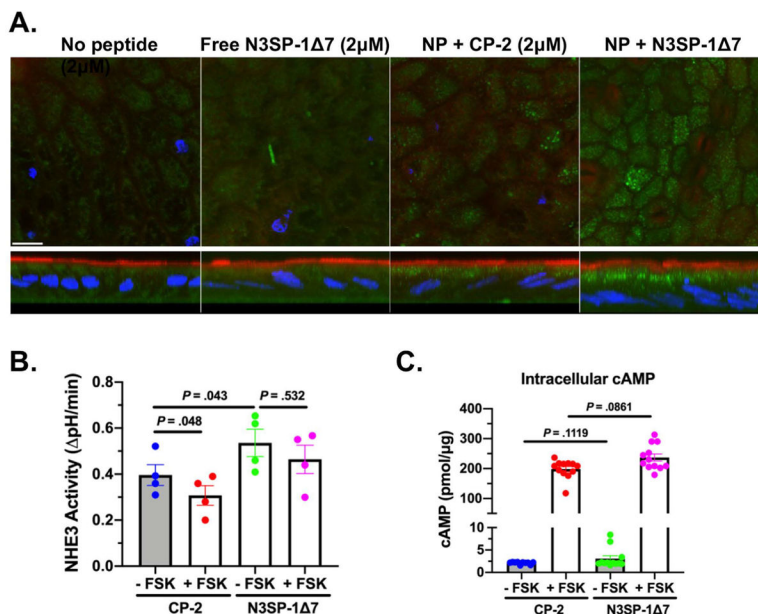 A.
No peptide
(2µM)
Free N3SP-1Δ7 (2µM)
NP + CP-2 (2µM)
NP + N3SP-1Δ7
B.
NHE3 Activity (ΔpH/min)
0.8
0.6
0.4
0.2
0.0
P = .043
P = .532
P = .048
- FSK + FSK - FSK + FSK
CP-2 N3SP-1Δ7
C.
Intracellular cAMP
cAMP (pmol/µg)
400
300
200
100
10
5
0
P = .0861
P = .1119
- FSK + FSK - FSK + FSK
CP-2 N3SP-1Δ7